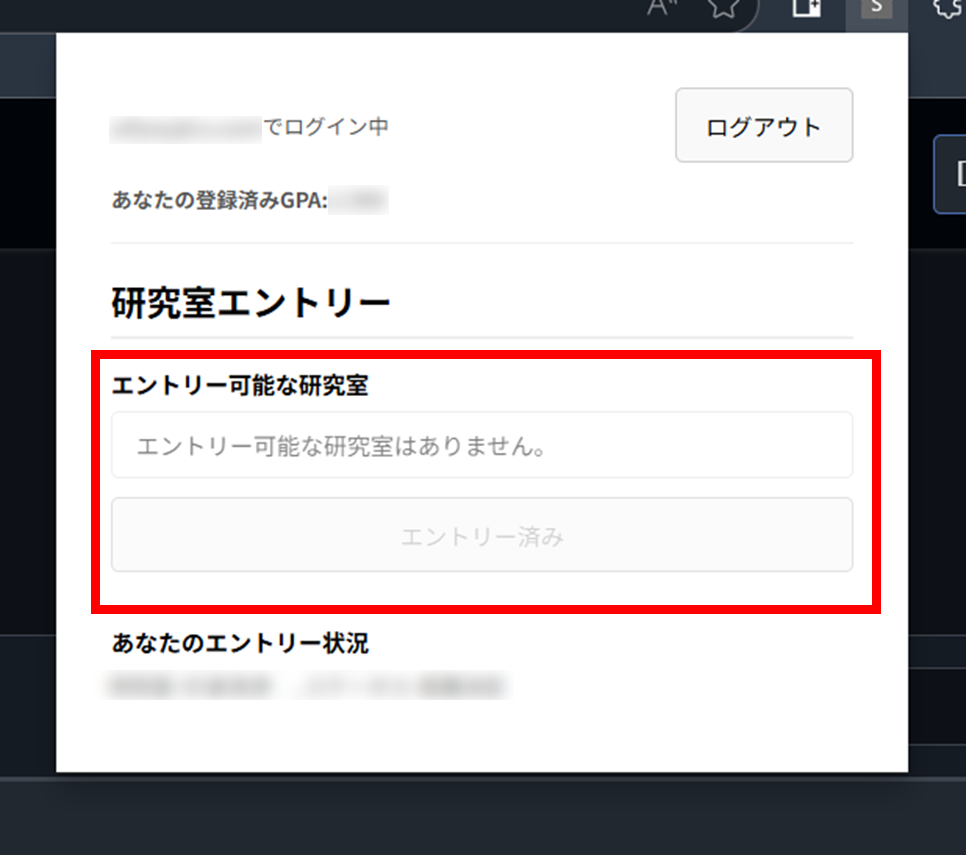 A"
S
でログイン中
ログアウト
あなたの登録済みGPA:
研究室エントリー
エントリー可能な研究室
エントリー可能な研究室はありません。
エントリー済み
あなたのエントリー状況